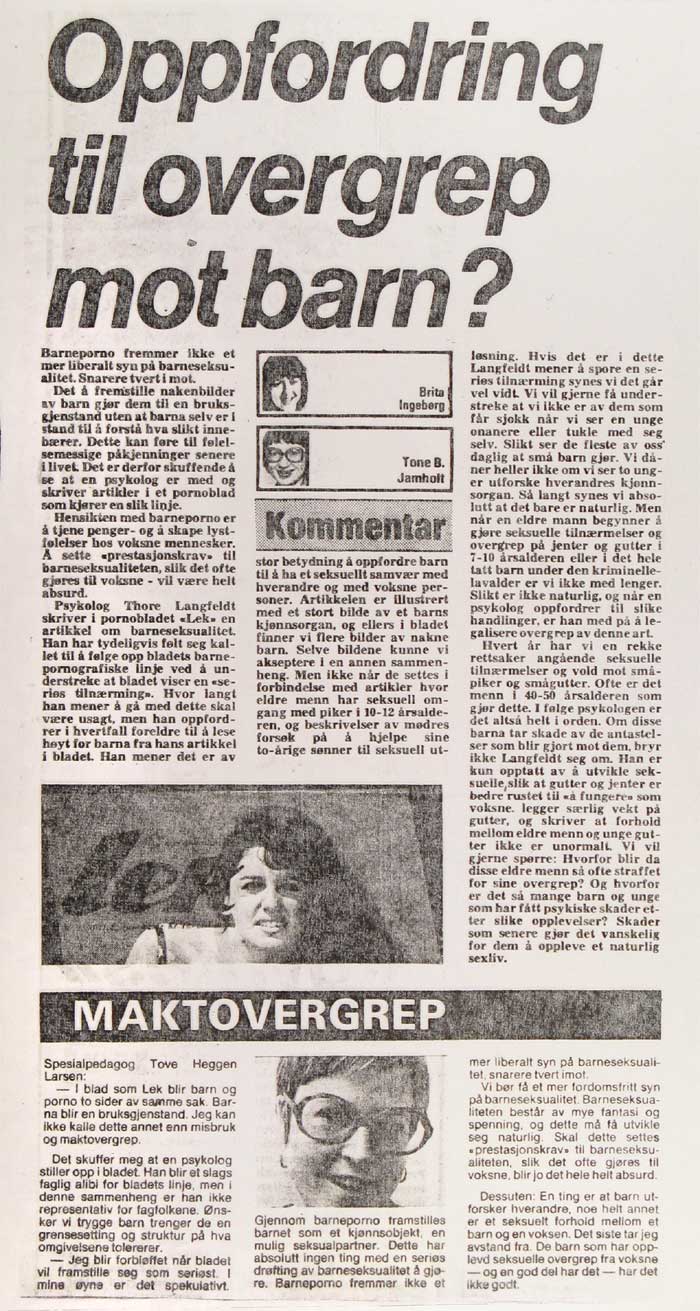 Oppfordring
til overgrep
mot barn?
Barneporno fremmer ikke et
mer liberalt syn på barneseksu-
alitet. Snarere tvert i mot.
Det å fremstille nakenbilder
av barn gjør dem til en bruks-
gjenstand uten at barna selv er i
stand til å forstå hva slikt inne-
bærer. Dette kan føre til følel-
semessige påkjenninger senere
i livet. Det er derfor skuffende å
se at en psykolog er med og
skriver artikler i et pornoblad
som kjører en slik linje.
Hensikten med barneporno er
å tjene penger- og å skape lyst-
følelser hos voksne mennesker.
Å sette «prestasjonskrav» til
barneseksualiteten, slik det ofte
gjøres til voksne - vil være helt
absurd.
Psykolog Thore Langfeldt
skriver i pornobladet «Lek» en
artikkel om barneseksualitet.
Han har tydeligvis følt seg kal-
let til å følge opp bladets barne-
pornografiske linje ved å un-
derstreke at bladet viser en «se-
riøs tilnærming». Hvor langt
han mener å gå med dette skal
være usagt, men han oppford-
rer i hvertfall foreldre til å lese
høyt for barna fra hans artikkel
i bladet. Han mener det er av
Brita
Ingeberg
Tone B.
Jamholt
Kommentar
stor betydning å oppfordre barn
til å ha et seksuellt samvær med
hverandre og med voksne per-
soner. Artikkelen er illustrert
med et stort bilde av et barns
kjønnsorgan, og ellers i bladet
finner vi flere bilder av nakne
barn. Selve bildene kunne vi
akseptere i en annen sammen-
heng. Men ikke når de settes i
forbindelse med artikler hvor
eldre menn har seksuell om-
gang med piker i 10-12 årsalde-
ren, og beskrivelser av mødres
forsøk på å hjelpe sine
to-årige sønner til seksuell ut-
løsning. Hvis det er i dette
Langfeldt mener å spore en se-
riøs tilnærming synes vi det går
vel vidt. Vi vil gjerne få under-
streke at vi ikke er av dem som
får sjokk når vi ser en unge
onanere eller tukle med seg
selv. Slikt ser de fleste av oss
daglig at små barn gjør. Vi då-
ner heller ikke om vi ser to ung-
er utforske hverandres kjønn-
sorgan. Så langt synes vi abso-
lutt at det bare er naturlig. Men
når en eldre mann begynner å
gjøre seksuelle tilnærmelser og
overgrep på jenter og gutter i
7-10 årsalderen eller i det hele
tatt barn under den kriminelle-
lavalder er vi ikke med lenger.
Slikt er ikke naturlig, og når en
psykolog oppfordrer til slike
handlinger, er han med på å le-
galisere overgrep av denne art.
Hvert år har vi en rekke
rettsaker angående seksuelle
tilnærmelser og vold mot små-
piker og smågutter. Ofte er det
menn i 40-50 årsalderen som
gjør dette. I følge psykologen er
det altså helt i orden. Om disse
barna tar skade av de antastel-
ser som blir gjort mot dem, bryr
ikke Langfeldt seg om. Han er
kun opptatt av å utvikle sek-
suelle, slik at gutter og jenter er
bedre rustet til «å fungere» som
voksne. legger særlig vekt på
gutter, og skriver at forhold
mellom eldre menn og unge gut-
ter ikke er unormalt. Vi vil
gjerne spørre: Hvorfor blir da
disse eldre menn så ofte straffet
for sine overgrep? Og hvorfor
er det så mange barn og unge
som har fått psykiske skader et-
ter slike opplevelser? Skader
som senere gjør det vanskelig
for dem å oppleve et naturlig
sexliv.
lek
MAKTOVERGREP
Spesialpedagog Tove Heggen
Larsen:
— I blad som Lek blir barn og
porno to sider av samme sak. Bar-
na blir en bruksgjenstand. Jeg kan
ikke kalle dette annet enn misbruk
og maktovergrep.
Det skuffer meg at en psykolog
stiller opp i bladet. Han blir et slags
faglig alibi for bladets linje, men i
denne sammenheng er han ikke
representativ for fagfolkene. Øns-
ker vi trygge barn trenger de en
grensesetting og struktur på hva
omgivelsene tolererer.
— Jeg blir forbløffet når bladet
vil framstille seg som seriøst. I
mine øyne er det spekulativt.
Gjennom barneporno framstilles
barnet som et kjønnsobjekt, en
mulig seksualpartner. Dette har
absolutt ingen ting med en seriøs
drøfting av barneseksualitet å gjø-
re. Barneporno fremmer ikke et
mer liberalt syn på barneseksuali-
tet, snarere tvert imot.
Vi bør få et mer fordomsfritt syn
på barneseksualitet. Barneseksua-
liteten består av mye fantasi og
spenning, og dette må få utvikle
seg naturlig. Skal dette settes
«prestasjonskrav» til barneseksu-
aliteten, slik det ofte gjøres til
voksne, blir jo det hele helt absurd.
Dessuten: En ting er at barn ut-
forsker hverandre, noe helt annet
er et seksuelt forhold mellom et
barn og en voksen. Det siste tar jeg
avstand fra. De barn som har opp-
levd seksuelle overgrep fra voksne
— og en god del har det — har det
ikke godt.